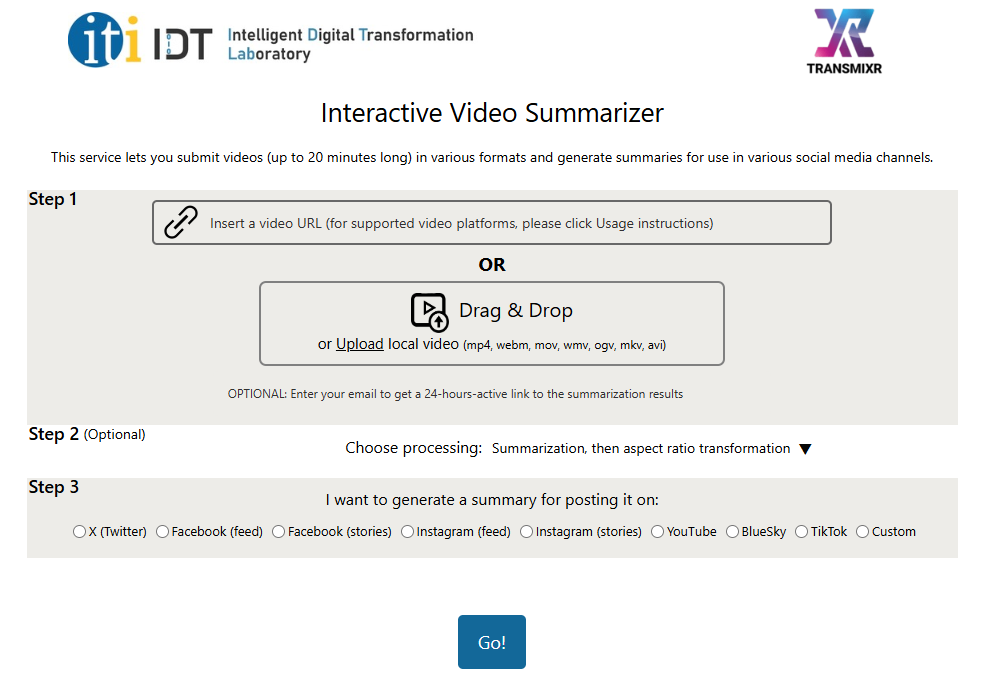 iti IDT Intelligent Digital Transformation
Laboratory
TRANSMIXR
Interactive Video Summarizer
This service lets you submit videos (up to 20 minutes long) in various formats and generate summaries for use in various social media channels.
Step 1
Insert a video URL (for supported video platforms, please click Usage instructions)
OR
Drag & Drop
or Upload local video (mp4, webm, mov, wmv, ogv, mkv, avi)
OPTIONAL: Enter your email to get a 24-hours-active link to the summarization results
Step 2 (Optional)
Choose processing: Summarization, then aspect ratio transformation ▼
Step 3
I want to generate a summary for posting it on:
X (Twitter) Facebook (feed) Facebook (stories) Instagram (feed) Instagram (stories) YouTube BlueSky TikTok Custom
Go!